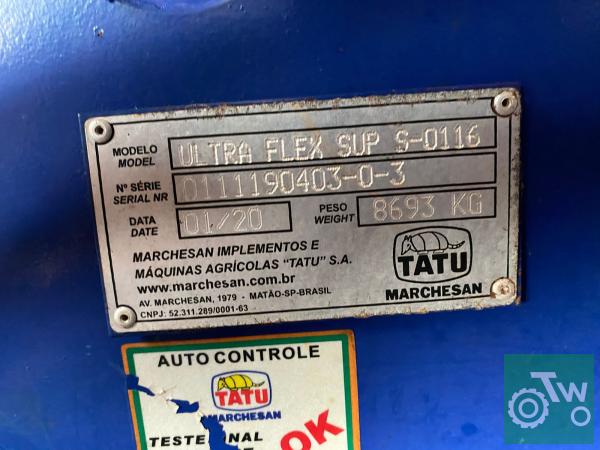 MODELO
MODEL
ULTRA FLEX SUP S-0116
Nº SÉRIE
SERIAL NR
0111190403-0-3
DATA
DATE
01/20
PESO
WEIGHT
8693 KG
MARCHESAN IMPLEMENTOS E
MÁQUINAS AGRÍCOLAS "TATU" S.A.
www.marchesan.com.br
AV. MARCHESAN, 1979 - MATÃO-SP-BRASIL
CNPJ: 52.311.289/0001-63
TATU
MARCHESAN
AUTO CONTROLE
TATU
MARCHESAN
OK
TW